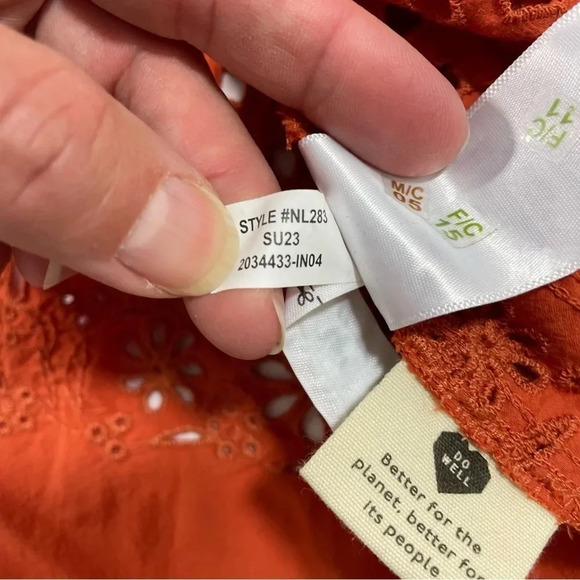 STYLE #NL283
SU23
2034433-IN04
M/C
05
F/C
15
F/C
11
DO
WELL
Better for the
planet, better for
its people